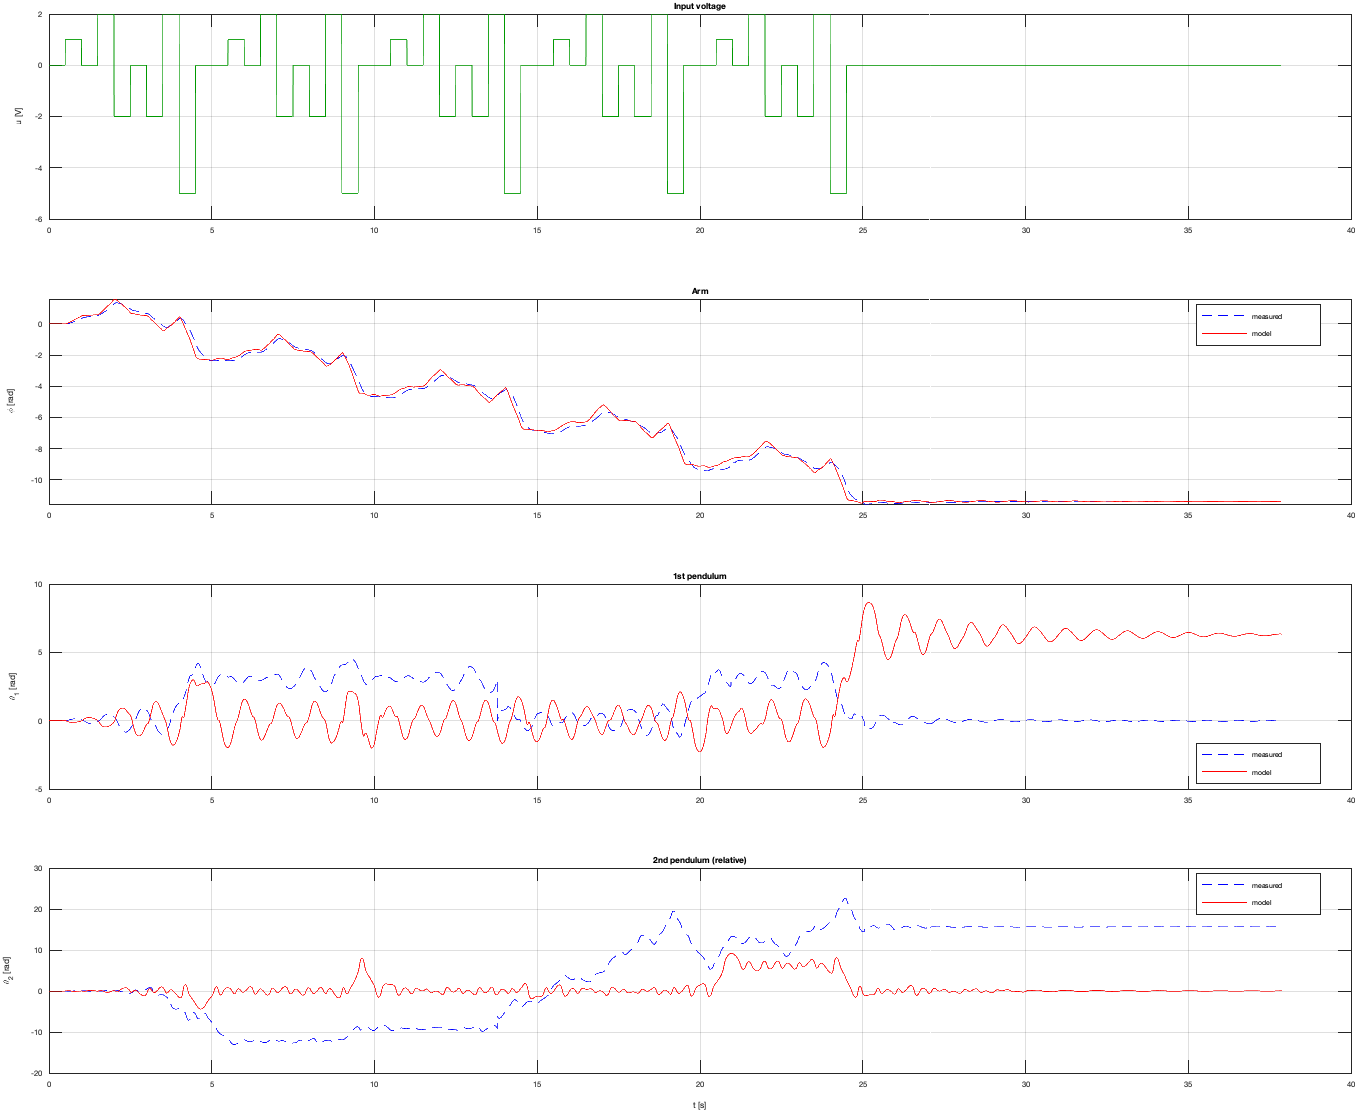 Input voltage
2
0
-2
-4
-6
u [V]
0 5 10 15 20 25 30 35 40
Arm
0
-2
-4
-6
-8
-10
[rad]
measured
model
0 5 10 15 20 25 30 35 40
1st pendulum
10
5
0
-5
ϑ1 [rad]
measured
model
0 5 10 15 20 25 30 35 40
2nd pendulum (relative)
30
20
10
0
-10
-20
ϑ2 [rad]
measured
model
0 5 10 15 20 25 30 35 40
t [s]